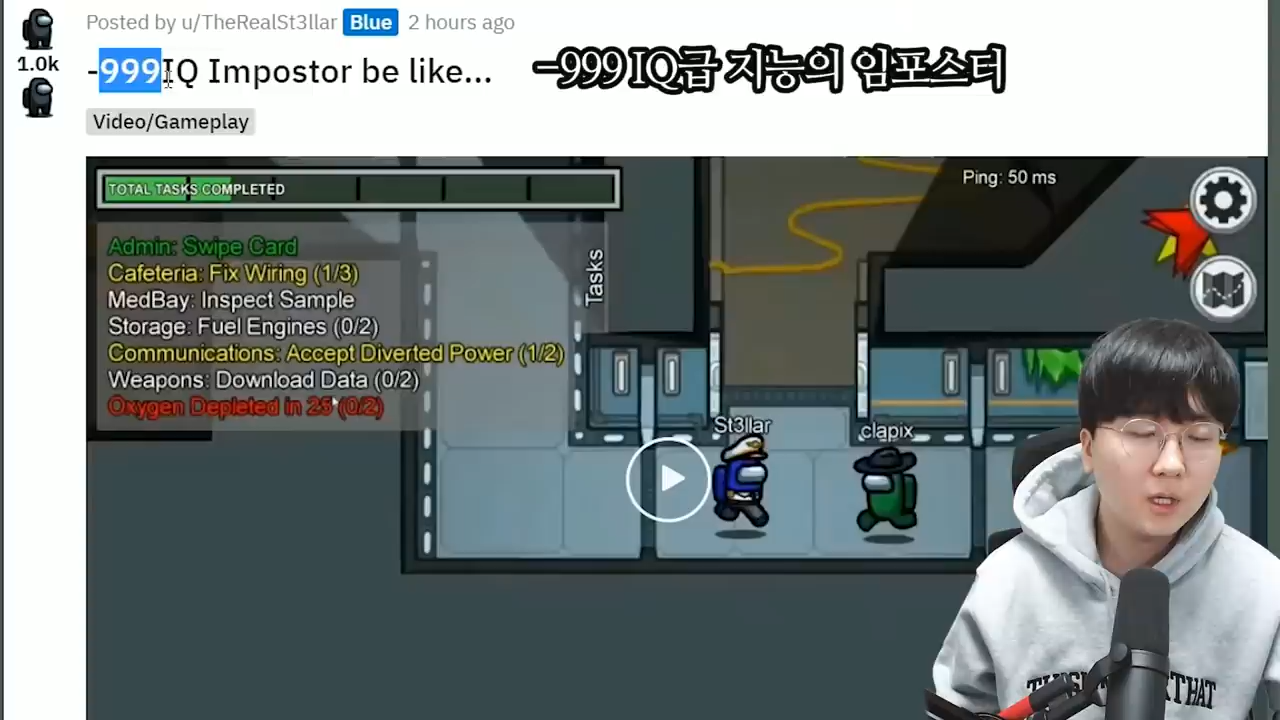 Posted by u/TheRealSt3llar Blue 2 hours ago
1.0k
-999IQ Impostor be like...
-999 IQ급 지능의 임포스터
Video/Gameplay
TOTAL TASKS COMPLETED
Ping: 50 ms
Admin: Swipe Card
Cafeteria: Fix Wiring (1/3)
MedBay: Inspect Sample
Storage: Fuel Engines (0/2)
Communications: Accept Diverted Power (1/2)
Weapons: Download Data (0/2)
Oxygen Depleted in 25 (0/2)
Tasks
St3llar
clapix